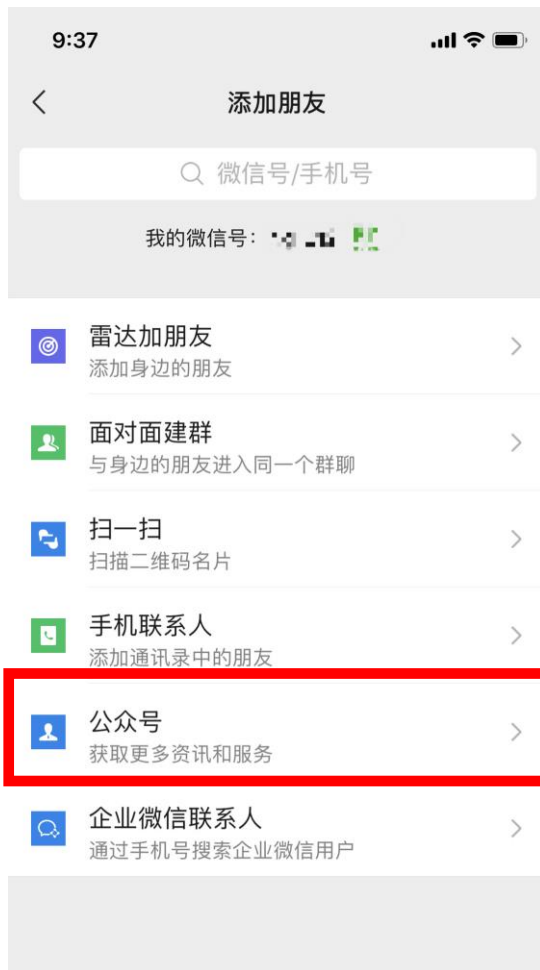 9:37
添加朋友
微信号/手机号
我的微信号：
雷达加朋友
添加身边的朋友
面对面建群
与身边的朋友进入同一个群聊
扫一扫
扫描二维码名片
手机联系人
添加通讯录中的朋友
公众号
获取更多资讯和服务
企业微信联系人
通过手机号搜索企业微信用户